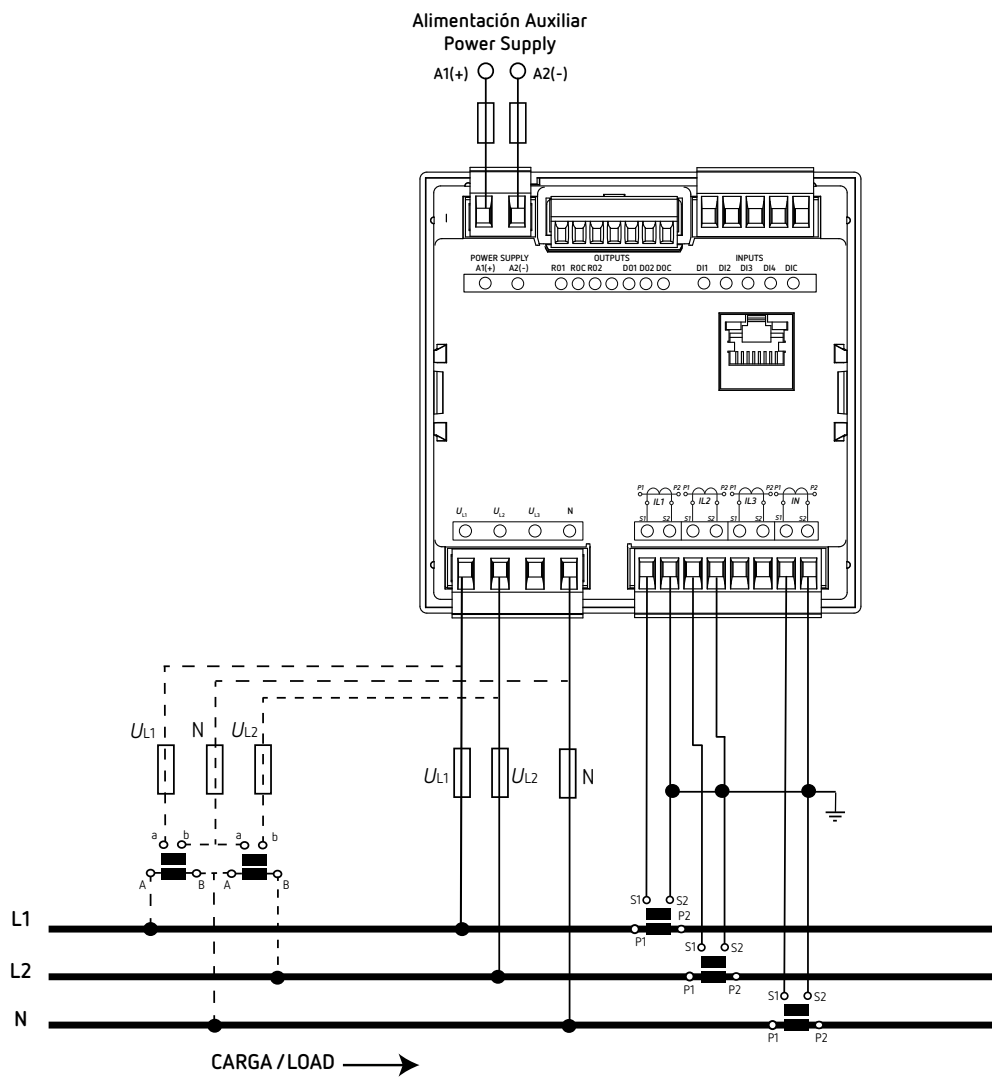 Alimentación Auxiliar
Power Supply
A1(+) A2(-)
I
POWER SUPPLY OUTPUTS INPUTS
A1(+) A2(-) RO1 ROC RO2 DO1 DO2 DOC DI1 DI2 DI3 DI4 DIC
P1 P2 P1 P2 P1 P2 P1 P2
IL1 IL2 IL3 IN
UL1 UL2 UL3 N S1 S2 S1 S2 S1 S2 S1 S2
UL1 N UL2
UL1 UL2 N
a b a b
A B A B
L1 S1 S2
P1 P2
L2 S1 S2
P1 P2
N S1 S2
P1 P2
CARGA / LOAD